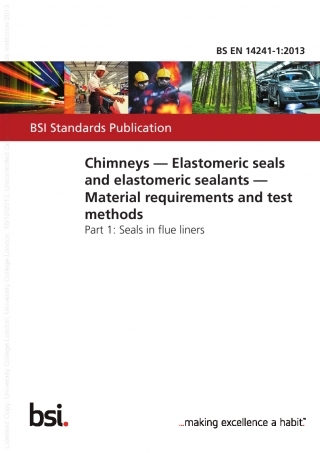 BS EN 14241-1:2013
BSI Standards Publication
Chimneys — Elastomeric seals
and elastomeric sealants —
Material requirements and test
methods
Part 1: Seals in flue liners
bsi.
...making excellence a habit.™